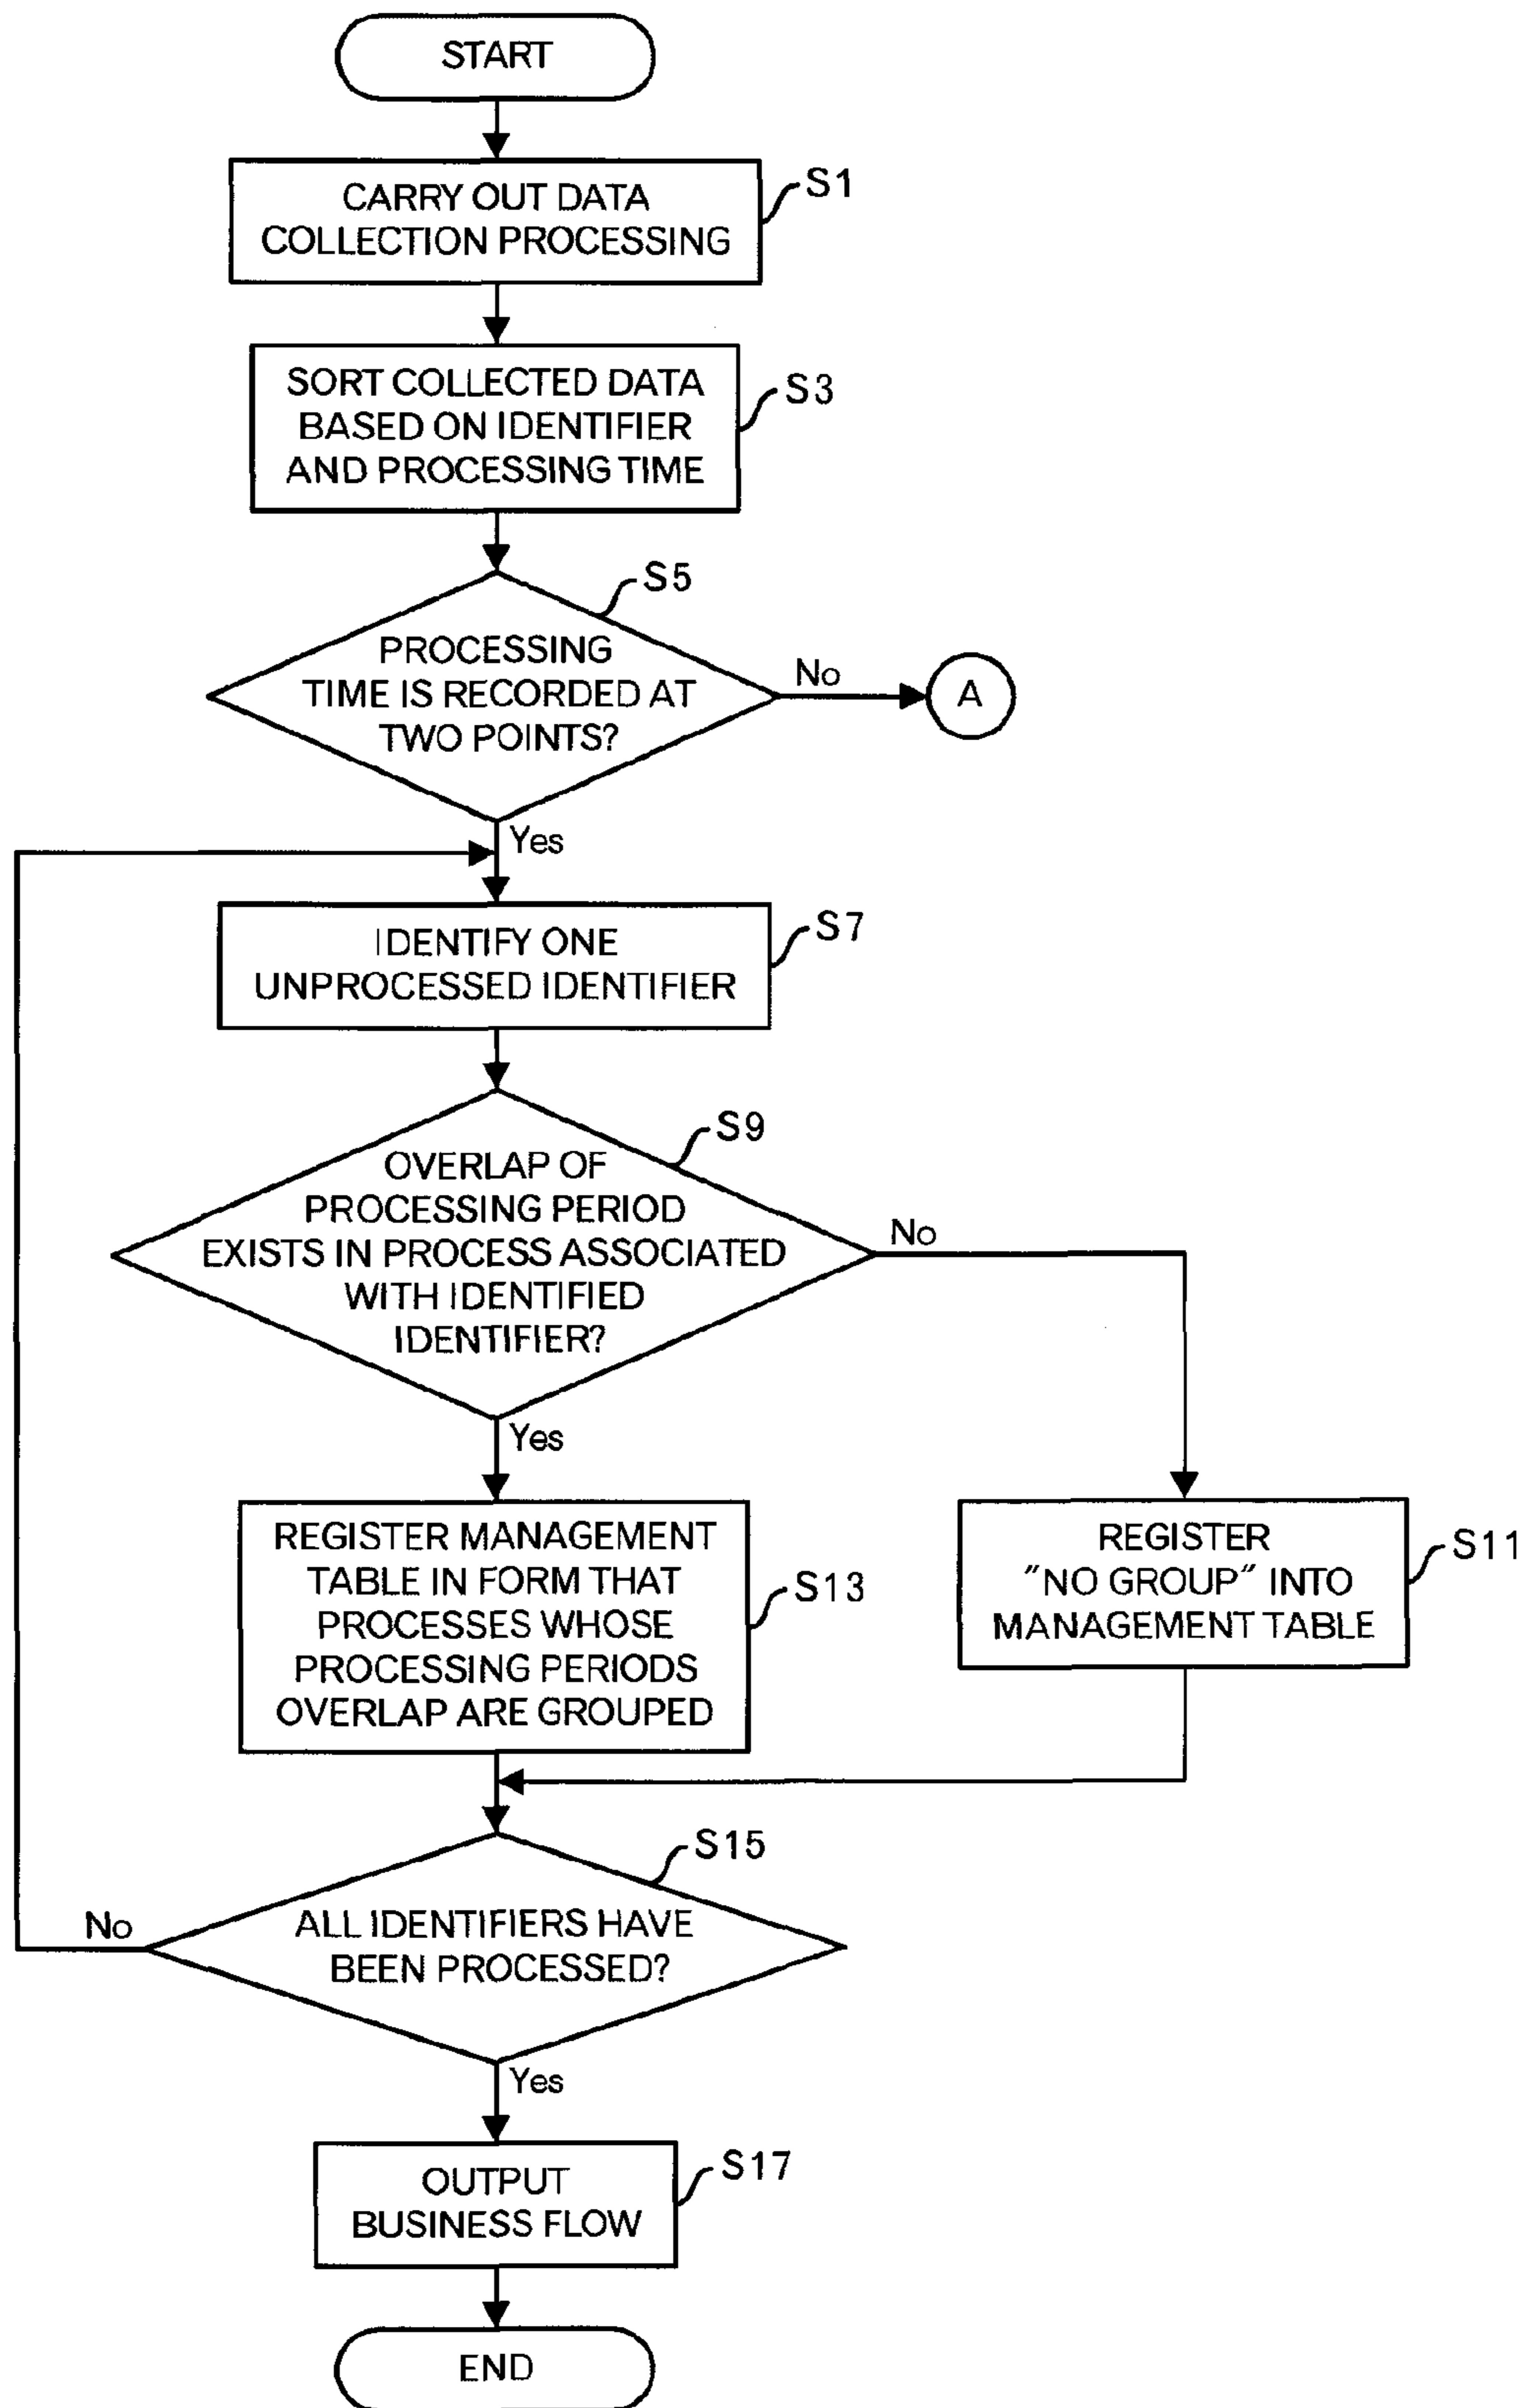 START
CARRY OUT DATA
COLLECTION PROCESSING
S1
SORT COLLECTED DATA
BASED ON IDENTIFIER
AND PROCESSING TIME
S3
S5
PROCESSING
TIME IS RECORDED AT
TWO POINTS?
No
A
Yes
IDENTIFY ONE
UNPROCESSED IDENTIFIER
S7
S9
OVERLAP OF
PROCESSING PERIOD
EXISTS IN PROCESS ASSOCIATED
WITH IDENTIFIED
IDENTIFIER?
No
Yes
REGISTER MANAGEMENT
TABLE IN FORM THAT
PROCESSES WHOSE
PROCESSING PERIODS
OVERLAP ARE GROUPED
S13
REGISTER
"NO GROUP" INTO
MANAGEMENT TABLE
S11
S15
ALL IDENTIFIERS HAVE
BEEN PROCESSED?
No
Yes
OUTPUT
BUSINESS FLOW
S17
END